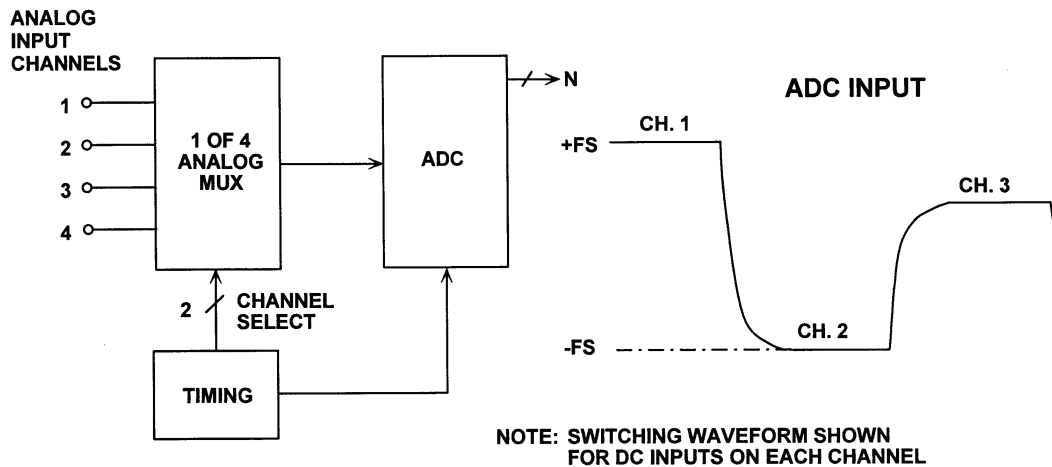 ANALOG
INPUT
CHANNELS
1
2
3
4
1 OF 4
ANALOG
MUX
ADC
N
2
CHANNEL
SELECT
TIMING
ADC INPUT
+FS
CH. 1
CH. 3
CH. 2
-FS
NOTE: SWITCHING WAVEFORM SHOWN
FOR DC INPUTS ON EACH CHANNEL